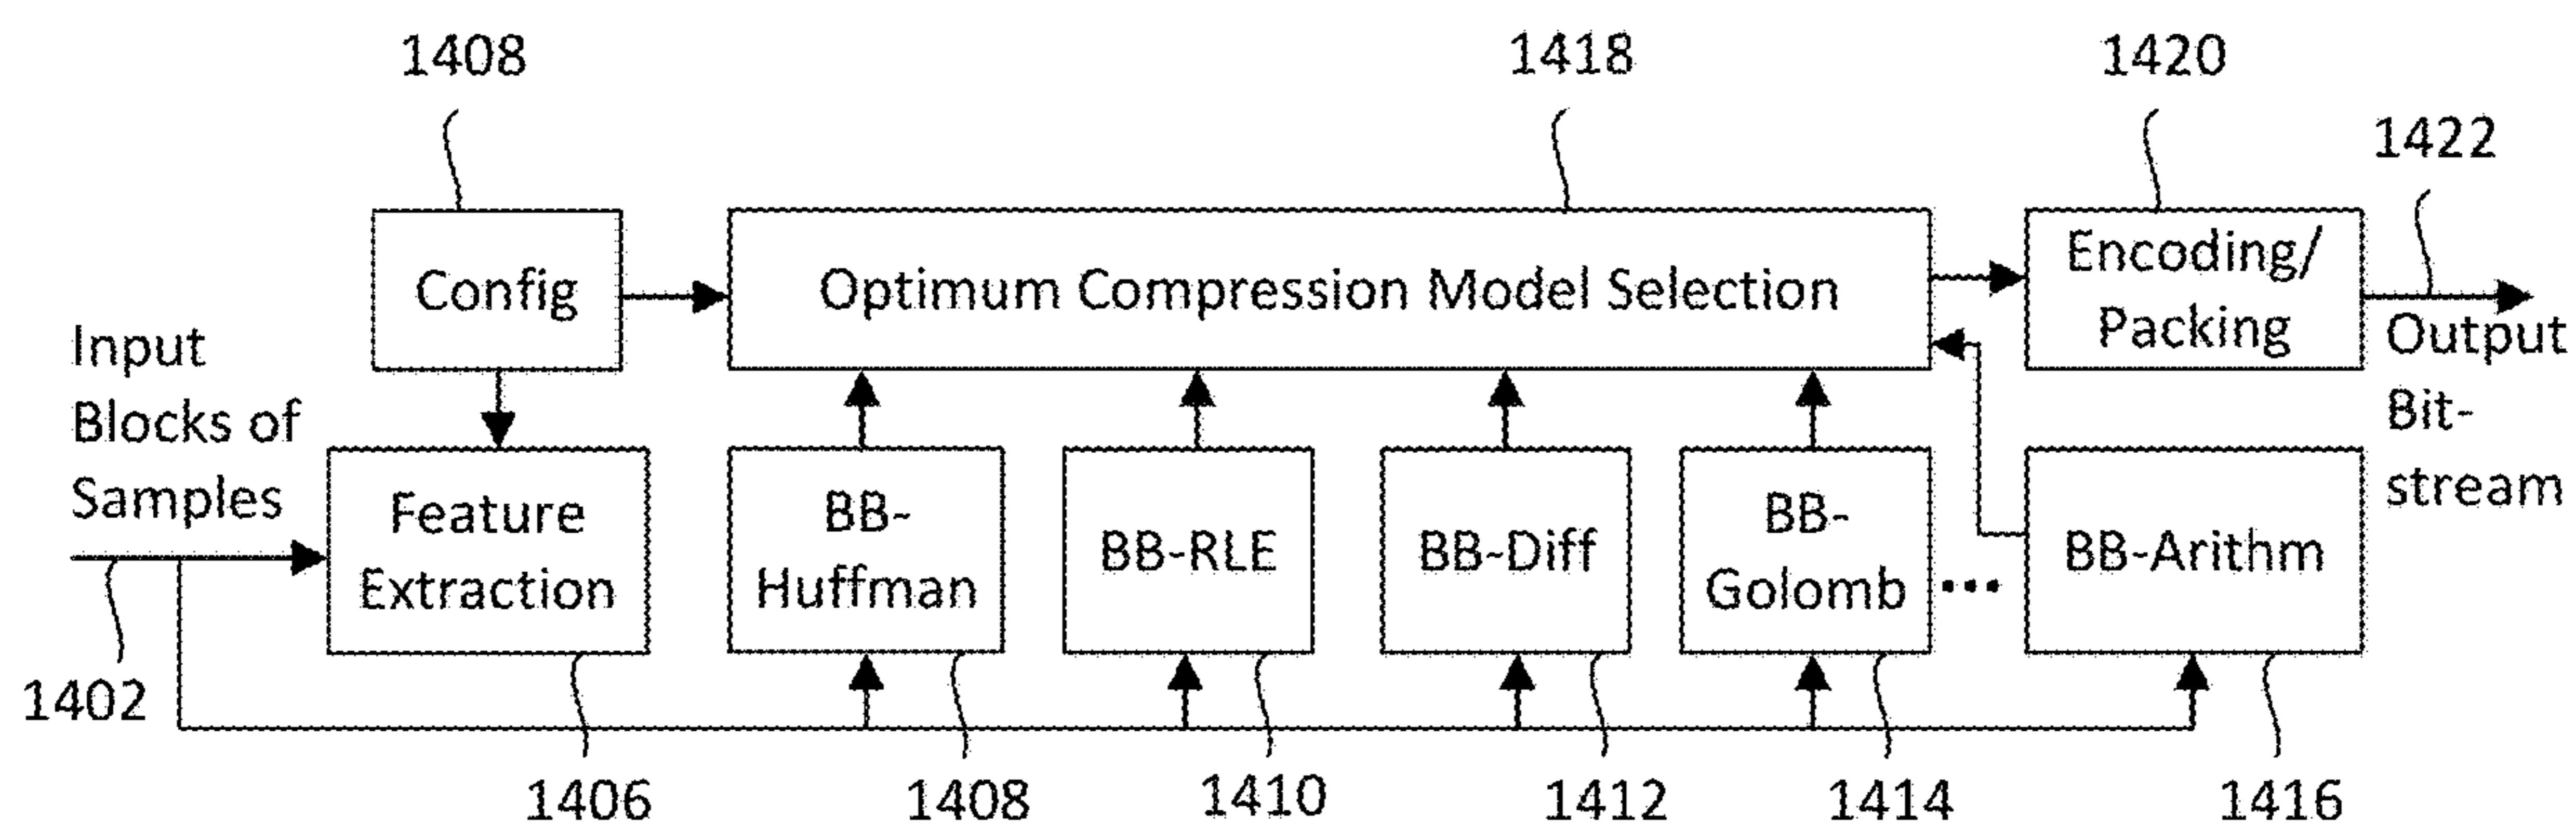 1408
1418
1420
1422
Config
Optimum Compression Model Selection
Encoding/
Packing
Input
Blocks of
Samples
Output
Bit-
stream
Feature
Extraction
BB-
Huffman
BB-RLE
BB-Diff
BB-
Golomb
...
BB-Arithm
1402
1406
1408
1410
1412
1414
1416